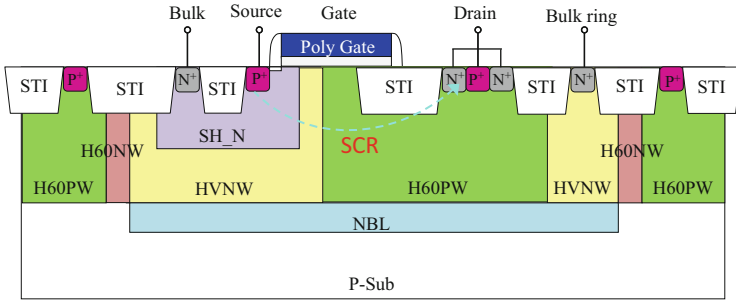 Bulk Source Gate Drain Bulk ring
Poly Gate
STI P+ STI N+ STI P+ STI N+ P+ N+ STI N+ STI P+ STI
SH_N
SCR
H60NW H60NW
H60PW HVNW H60PW HVNW H60PW
NBL
P-Sub